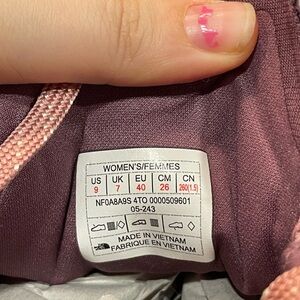 WOMEN'S/FEMMES
US UK EU CM CN
9 7 40 26 260(1.5)
NF0A8A9S 4TO 0000509601
05-243
MADE IN VIETNAM
FABRIQUE EN VIETNAM